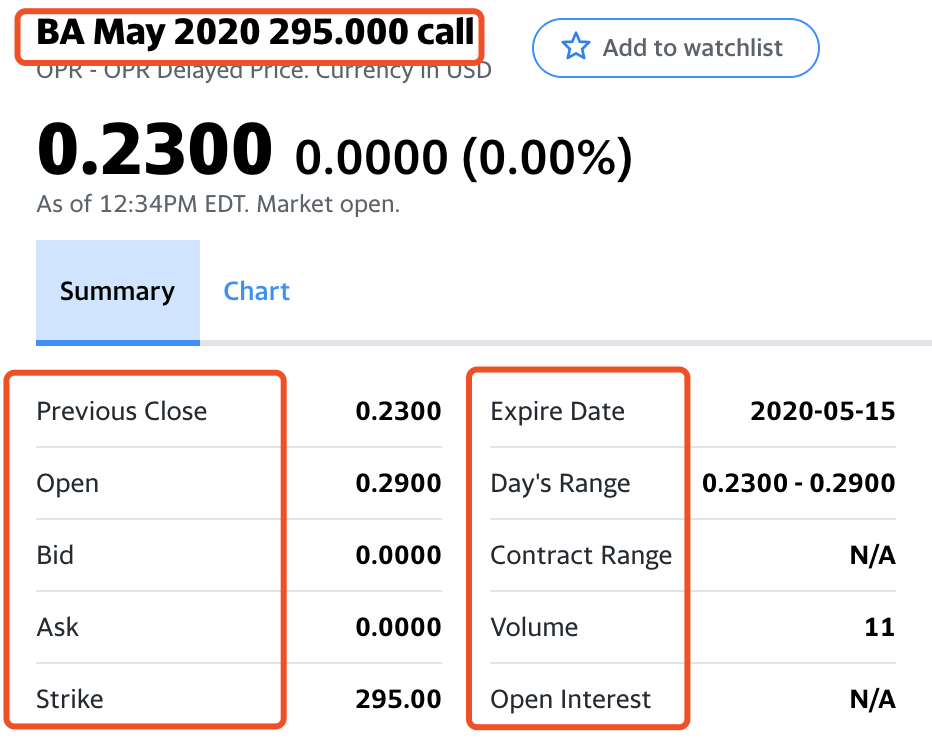 BA May 2020 295.000 call
Add to watchlist
OPR - OPR Delayed Price. Currency in USD
0.2300 0.0000 (0.00%)
As of 12:34PM EDT. Market open.
Summary Chart
Previous Close 0.2300 Expire Date 2020-05-15
Open 0.2900 Day's Range 0.2300 - 0.2900
Bid 0.0000 Contract Range N/A
Ask 0.0000 Volume 11
Strike 295.00 Open Interest N/A